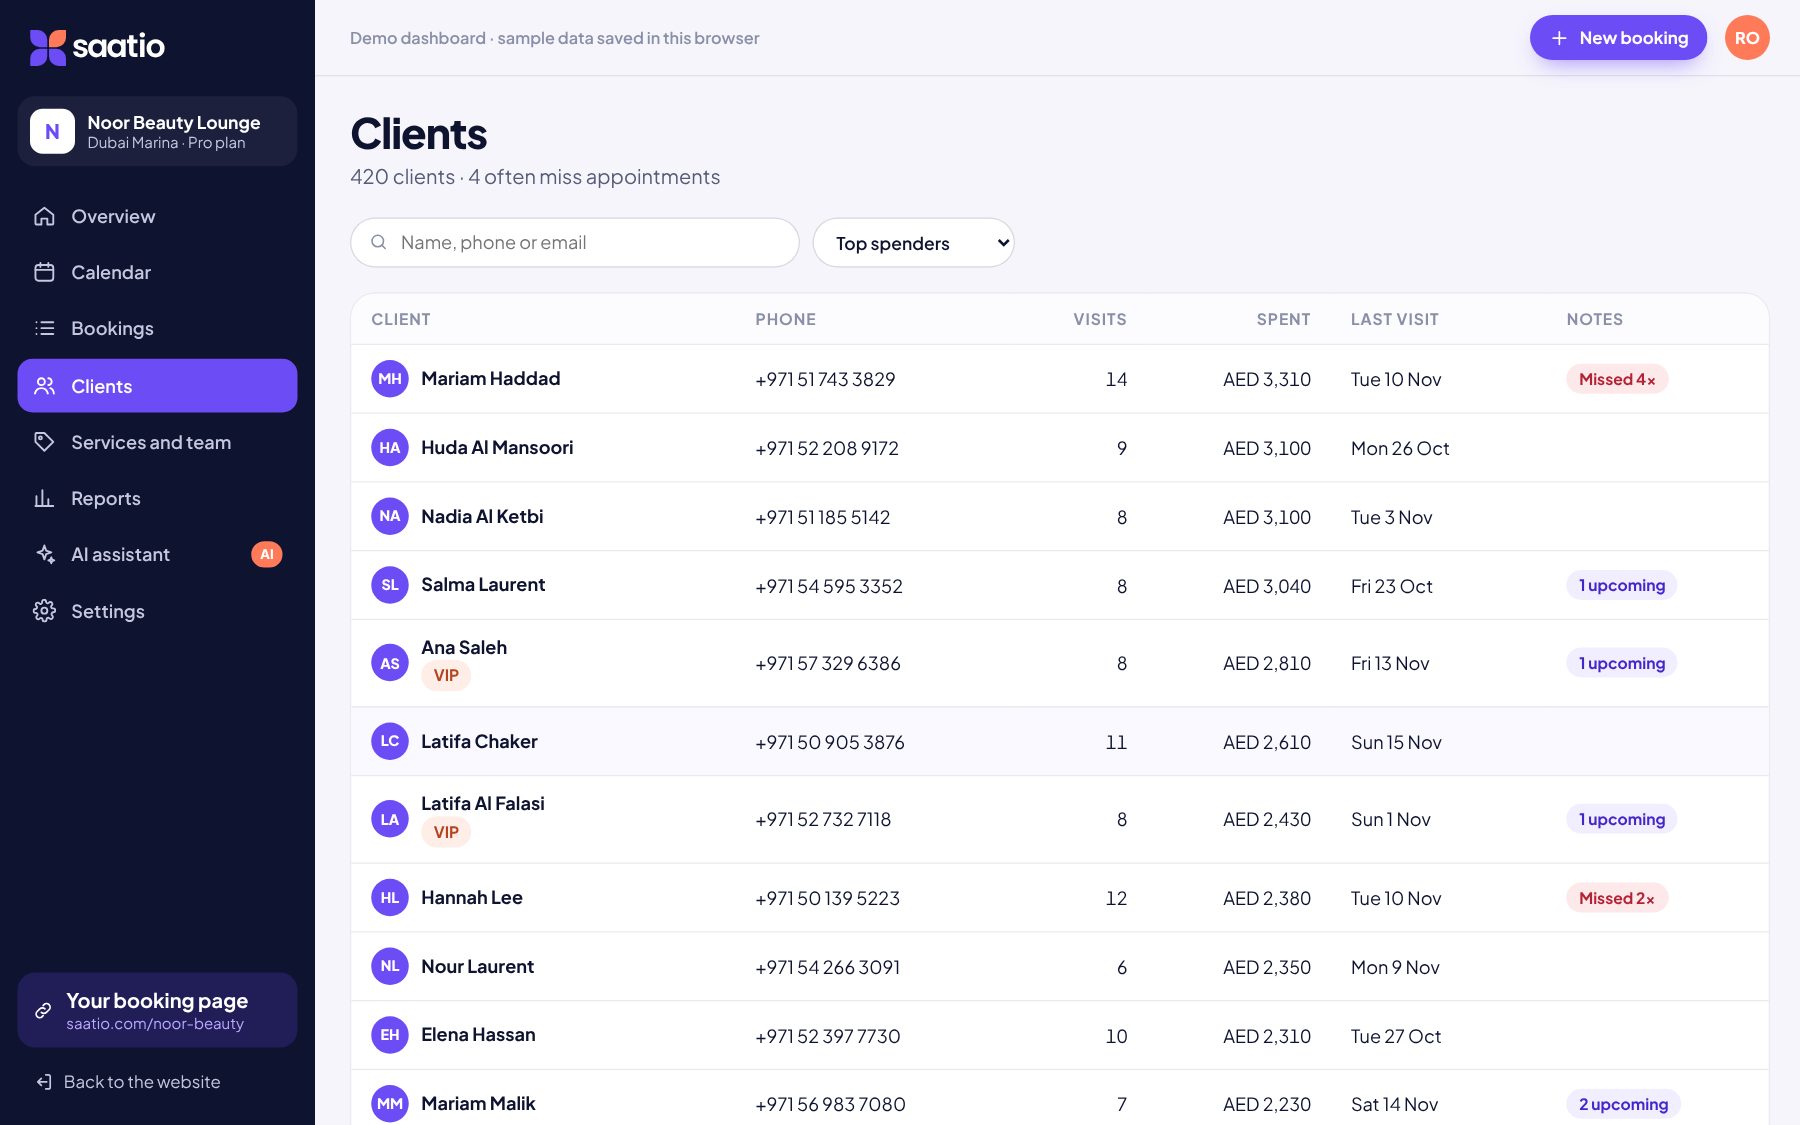 saatio
N
Noor Beauty Lounge
Dubai Marina · Pro plan
Overview
Calendar
Bookings
Clients
Services and team
Reports
AI assistant AI
Settings
Your booking page
saatio.com/noor-beauty
Back to the website
Demo dashboard · sample data saved in this browser
+ New booking
RO
Clients
420 clients · 4 often miss appointments
Name, phone or email
Top spenders
CLIENT PHONE VISITS SPENT LAST VISIT NOTES
MH Mariam Haddad +971 51 743 3829 14 AED 3,310 Tue 10 Nov Missed 4×
HA Huda Al Mansoori +971 52 208 9172 9 AED 3,100 Mon 26 Oct
NA Nadia Al Ketbi +971 51 185 5142 8 AED 3,100 Tue 3 Nov
SL Salma Laurent +971 54 595 3352 8 AED 3,040 Fri 23 Oct 1 upcoming
AS Ana Saleh +971 57 329 6386 8 AED 2,810 Fri 13 Nov 1 upcoming
VIP
LC Latifa Chaker +971 50 905 3876 11 AED 2,610 Sun 15 Nov
LA Latifa Al Falasi +971 52 732 7118 8 AED 2,430 Sun 1 Nov 1 upcoming
VIP
HL Hannah Lee +971 50 139 5223 12 AED 2,380 Tue 10 Nov Missed 2×
NL Nour Laurent +971 54 266 3091 6 AED 2,350 Mon 9 Nov
EH Elena Hassan +971 52 397 7730 10 AED 2,310 Tue 27 Oct
MM Mariam Malik +971 56 983 7080 7 AED 2,230 Sat 14 Nov 2 upcoming